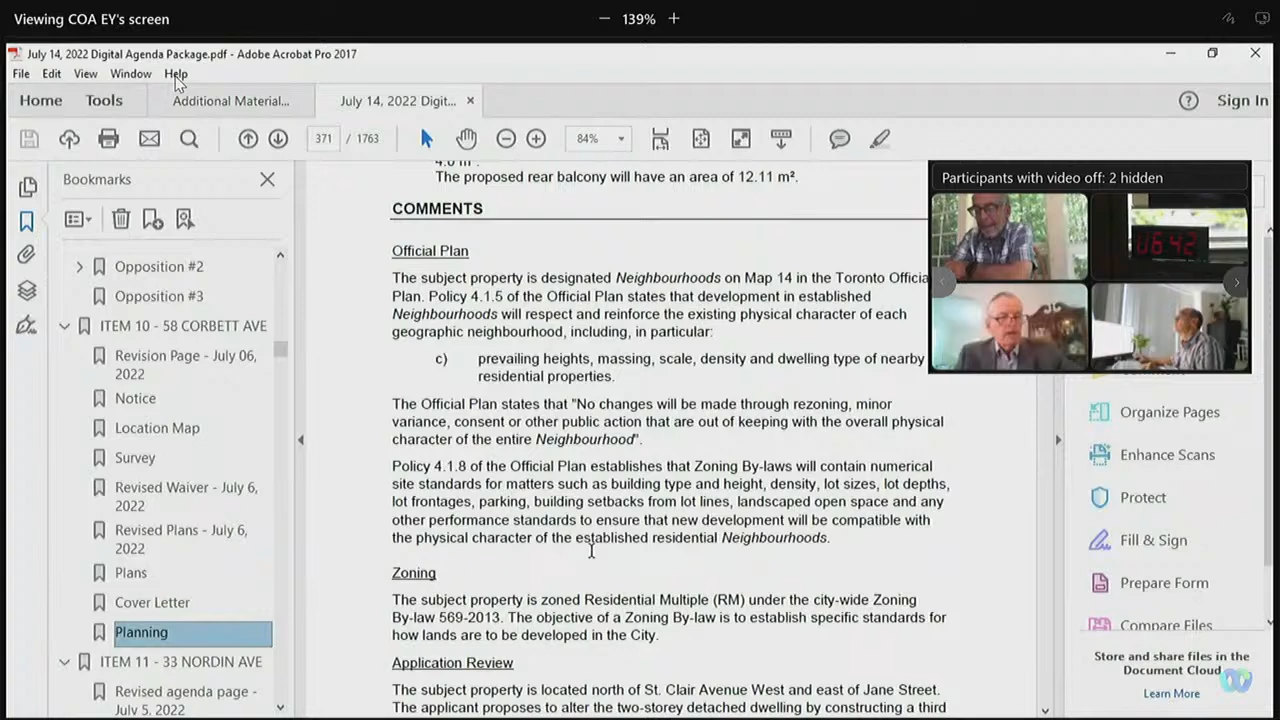 Viewing COA EY's screen
139%
July 14, 2022 Digital Agenda Package.pdf - Adobe Acrobat Pro 2017
File Edit View Window Help
Home Tools Additional Material... July 14, 2022 Digit... Sign In
371 / 1763 84%
Bookmarks
Opposition #2
Opposition #3
ITEM 10 - 58 CORBETT AVE
Revision Page - July 06,
2022
Notice
Location Map
Survey
Revised Waiver - July 6,
2022
Revised Plans - July 6,
2022
Plans
Cover Letter
Planning
ITEM 11 - 33 NORDIN AVE
Revised agenda page -
July 5, 2022
4.0 m².
The proposed rear balcony will have an area of 12.11 m².
COMMENTS
Official Plan
The subject property is designated Neighbourhoods on Map 14 in the Toronto Officia
Plan. Policy 4.1.5 of the Official Plan states that development in established
Neighbourhoods will respect and reinforce the existing physical character of each
geographic neighbourhood, including, in particular:
c) prevailing heights, massing, scale, density and dwelling type of nearby
residential properties.
The Official Plan states that "No changes will be made through rezoning, minor
variance, consent or other public action that are out of keeping with the overall physical
character of the entire Neighbourhood".
Policy 4.1.8 of the Official Plan establishes that Zoning By-laws will contain numerical
site standards for matters such as building type and height, density, lot sizes, lot depths,
lot frontages, parking, building setbacks from lot lines, landscaped open space and any
other performance standards to ensure that new development will be compatible with
the physical character of the established residential Neighbourhoods.
Zoning
The subject property is zoned Residential Multiple (RM) under the city-wide Zoning
By-law 569-2013. The objective of a Zoning By-law is to establish specific standards for
how lands are to be developed in the City.
Application Review
The subject property is located north of St. Clair Avenue West and east of Jane Street.
The applicant proposes to alter the two-storey detached dwelling by constructing a third
Participants with video off: 2 hidden
Organize Pages
Enhance Scans
Protect
Fill & Sign
Prepare Form
Compare Files
Store and share files in the
Document Cloud
Learn More